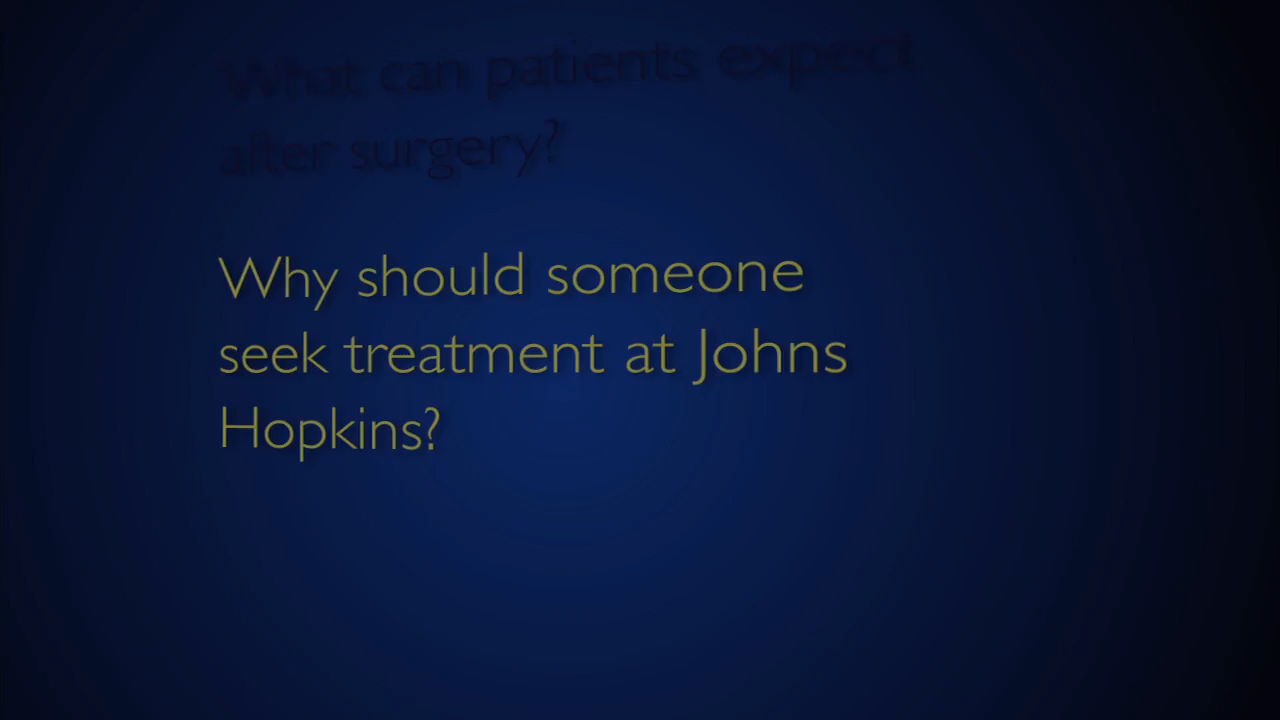 What can patients expect
after surgery?
Why should someone
seek treatment at Johns
Hopkins?